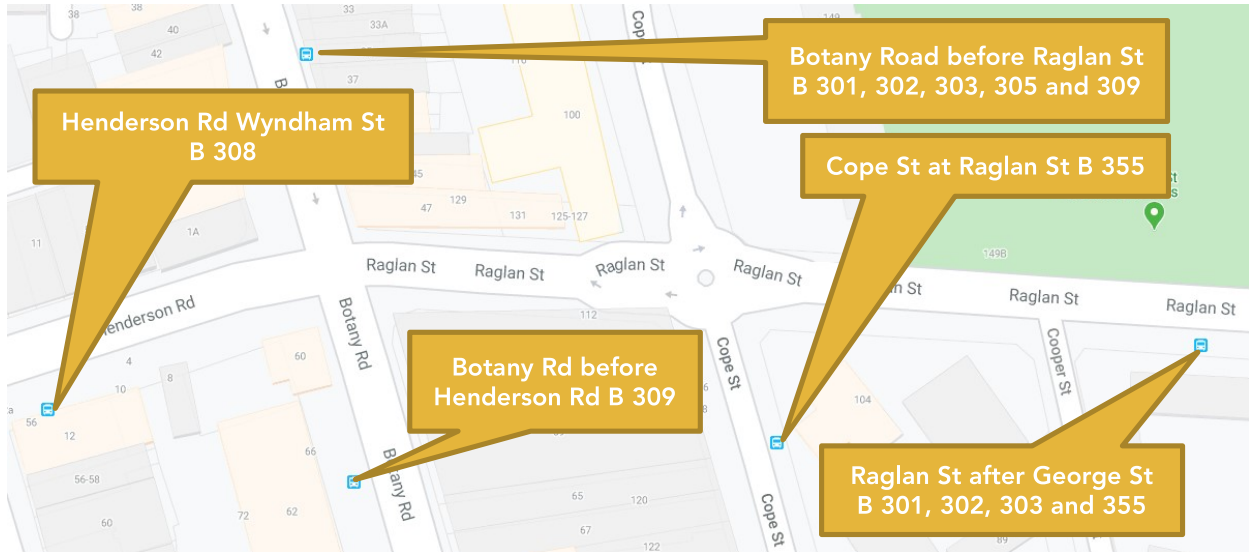 38
38
40
42
33
33A
37
Cope
Botany Road before Raglan St
B 301, 302, 303, 305 and 309
149
Henderson Rd Wyndham St
B 308
100
Cope St at Raglan St B 355
45
47
129
131
125-127
11
1A
149B
Raglan St
Raglan St
Raglan St
Raglan St
St
Raglan St
Raglan St
Henderson Rd
Botany Rd
112
Cope St
Cooper St
4
8
10
60
56
12
Botany Rd before
Henderson Rd B 309
104
66
56-58
60
72
62
Botany Rd
65
67
120
122
Cope St
Raglan St after George St
B 301, 302, 303 and 355
89